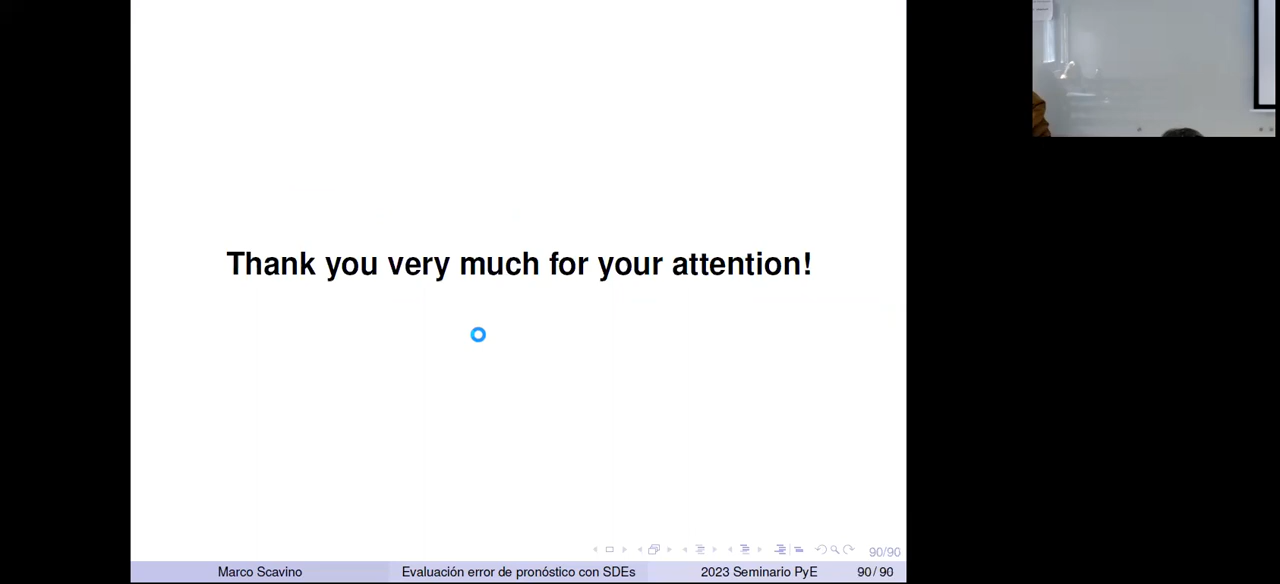 Thank you very much for your attention!
90/90
Marco Scavino Evaluación error de pronóstico con SDEs 2023 Seminario PyE 90/90